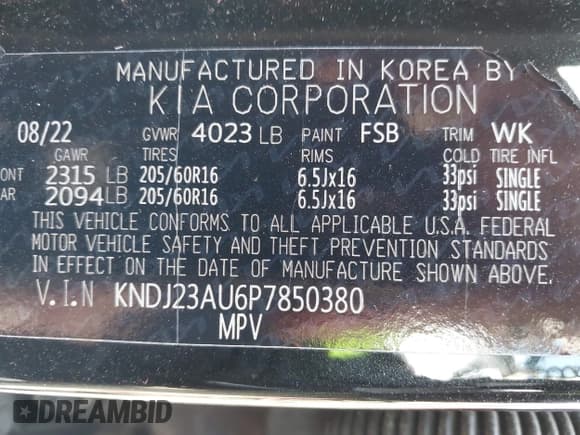 MANUFACTURED IN KOREA BY
KIA CORPORATION
08/22 GVWR 4023 LB PAINT FSB TRIM WK
GAWR TIRES RIMS COLD TIRE INFL
ONT 2315 LB 205/60R16 6.5Jx16 33psi SINGLE
AR 2094 LB 205/60R16 6.5Jx16 33psi SINGLE
THIS VEHICLE CONFORMS TO ALL APPLICABLE U.S.A. FEDERAL
MOTOR VEHICLE SAFETY AND THEFT PREVENTION STANDARDS
IN EFFECT ON THE DATE OF MANUFACTURE SHOWN ABOVE.
V.I.N KNDJ23AU6P7850380
MPV
DREAMBID